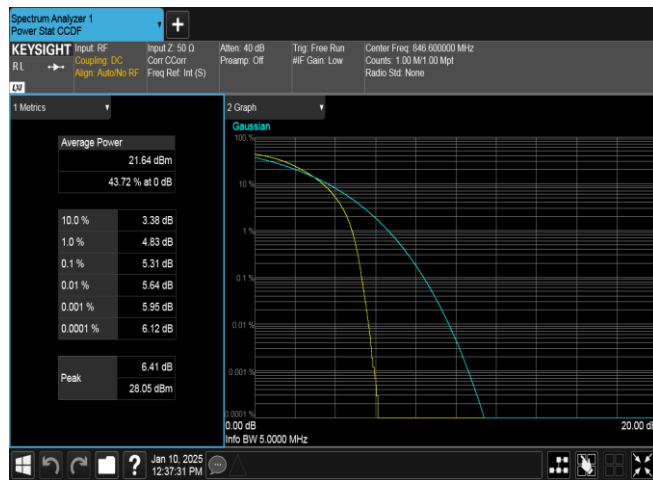 Spectrum Analyzer 1
Power Stat CCDF
+
KEYSIGHT
RL
LXI
Input: RF
Coupling: DC
Align: Auto/No RF
Input Z: 50 Ω
Corr CCorr
Freq Ref: Int (S)
Atten: 40 dB
Preamp: Off
Trig: Free Run
#IF Gain: Low
Center Freq: 846.600000 MHz
Counts: 1.00 M/1.00 Mpt
Radio Std: None
1 Metrics
Average Power
21.64 dBm
43.72 % at 0 dB
10.0 % 3.38 dB
1.0 % 4.83 dB
0.1 % 5.31 dB
0.01 % 5.64 dB
0.001 % 5.95 dB
0.0001 % 6.12 dB
Peak
6.41 dB
28.05 dBm
2 Graph
Gaussian
100 %
10 %
1 %
0.1 %
0.01 %
0.001 %
0.0001 %
0.00 dB
20.00 dB
Info BW 5.0000 MHz
?
Jan 10, 2025
12:37:31 PM